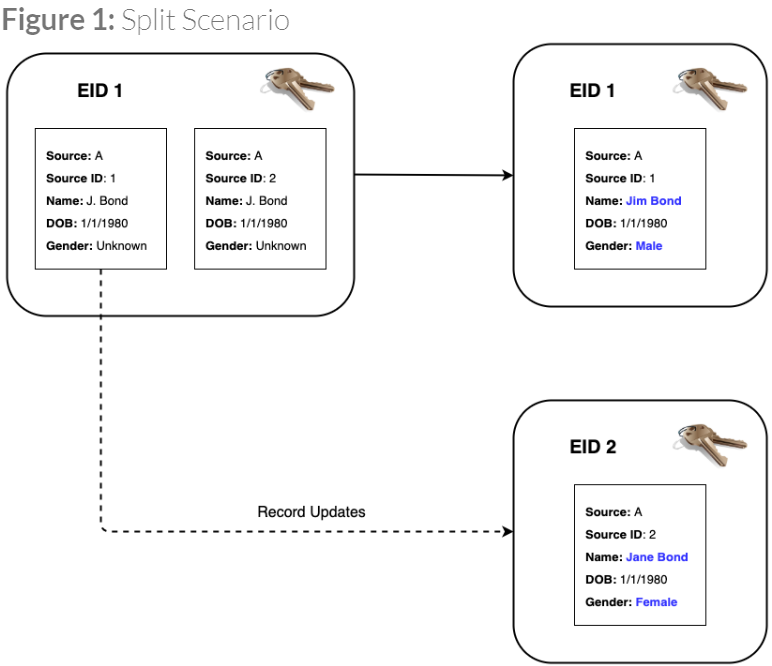 Figure 1: Split Scenario
EID 1
Source: A
Source ID: 1
Name: J. Bond
DOB: 1/1/1980
Gender: Unknown
Source: A
Source ID: 2
Name: J. Bond
DOB: 1/1/1980
Gender: Unknown
EID 1
Source: A
Source ID: 1
Name: Jim Bond
DOB: 1/1/1980
Gender: Male
Record Updates
EID 2
Source: A
Source ID: 2
Name: Jane Bond
DOB: 1/1/1980
Gender: Female